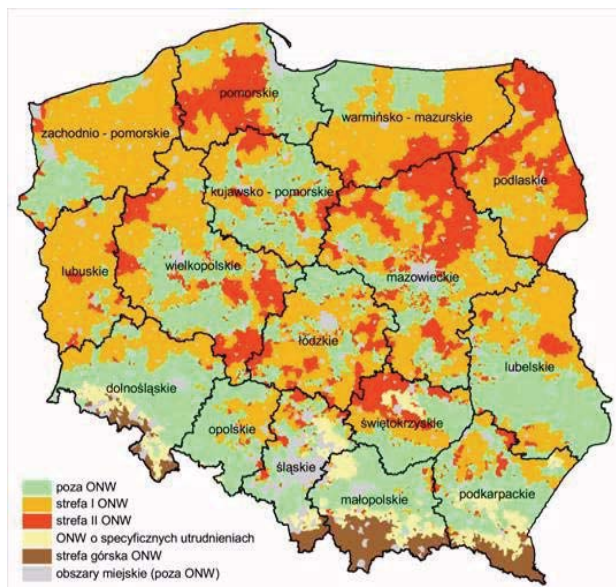 pomorskie
zachodnio - pomorskie
warmińsko - mazurskie
podlaskie
kujawsko - pomorskie
lubuskie
wielkopolskie
mazowieckie
łódzkie
lubelskie
dolnośląskie
opolskie
świętokrzyskie
śląskie
małopolskie
podkarpackie
poza ONW
strefa I ONW
strefa II ONW
ONW o specyficznych utrudnieniach
strefa górska ONW
obszary miejskie (poza ONW)